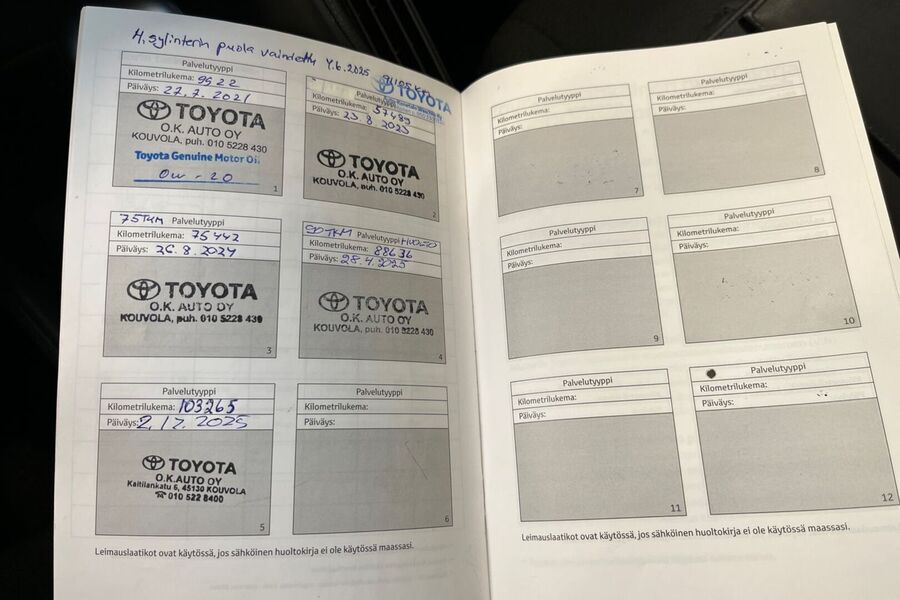 4. sylinterin puola vaihdettu 4.6.2025
TOYOTA
Palvelutyyppi
Kilometrilukema: 9922
Päiväys: 27.7.2021
TOYOTA
O.K. AUTO OY
KOUVOLA, puh. 010 5228 430
Toyota Genuine Motor Oil
0W-20
1
Palvelutyyppi
Kilometrilukema: 57489
Päiväys: 23.8.2023
TOYOTA
O.K. AUTO OY
KOUVOLA, puh. 010 5228 430
2
75TKM Palvelutyyppi
Kilometrilukema: 75442
Päiväys: 26.8.2024
TOYOTA
O.K. AUTO OY
KOUVOLA, puh. 010 5228 430
3
90TKM Palvelutyyppi HUOLTO
Kilometrilukema: 88636
Päiväys: 28.4.2025
TOYOTA
O.K. AUTO OY
KOUVOLA, puh. 010 5228 430
4
Palvelutyyppi
Kilometrilukema: 103265
Päiväys: 2.12.2025
TOYOTA
O.K.AUTO OY
Kaitilankatu 6, 45130 KOUVOLA
☎ 010 522 8400
5
Palvelutyyppi
Kilometrilukema:
Päiväys:
6
Leimauslaatikot ovat käytössä, jos sähköinen huoltokirja ei ole käytössä maassasi.
Palvelutyyppi
Kilometrilukema:
Päiväys:
7
Palvelutyyppi
Kilometrilukema:
Päiväys:
8
Palvelutyyppi
Kilometrilukema:
Päiväys:
9
Palvelutyyppi
Kilometrilukema:
Päiväys:
10
Palvelutyyppi
Kilometrilukema:
Päiväys:
11
Palvelutyyppi
Kilometrilukema:
Päiväys:
12
Leimauslaatikot ovat käytössä, jos sähköinen huoltokirja ei ole käytössä maassasi.